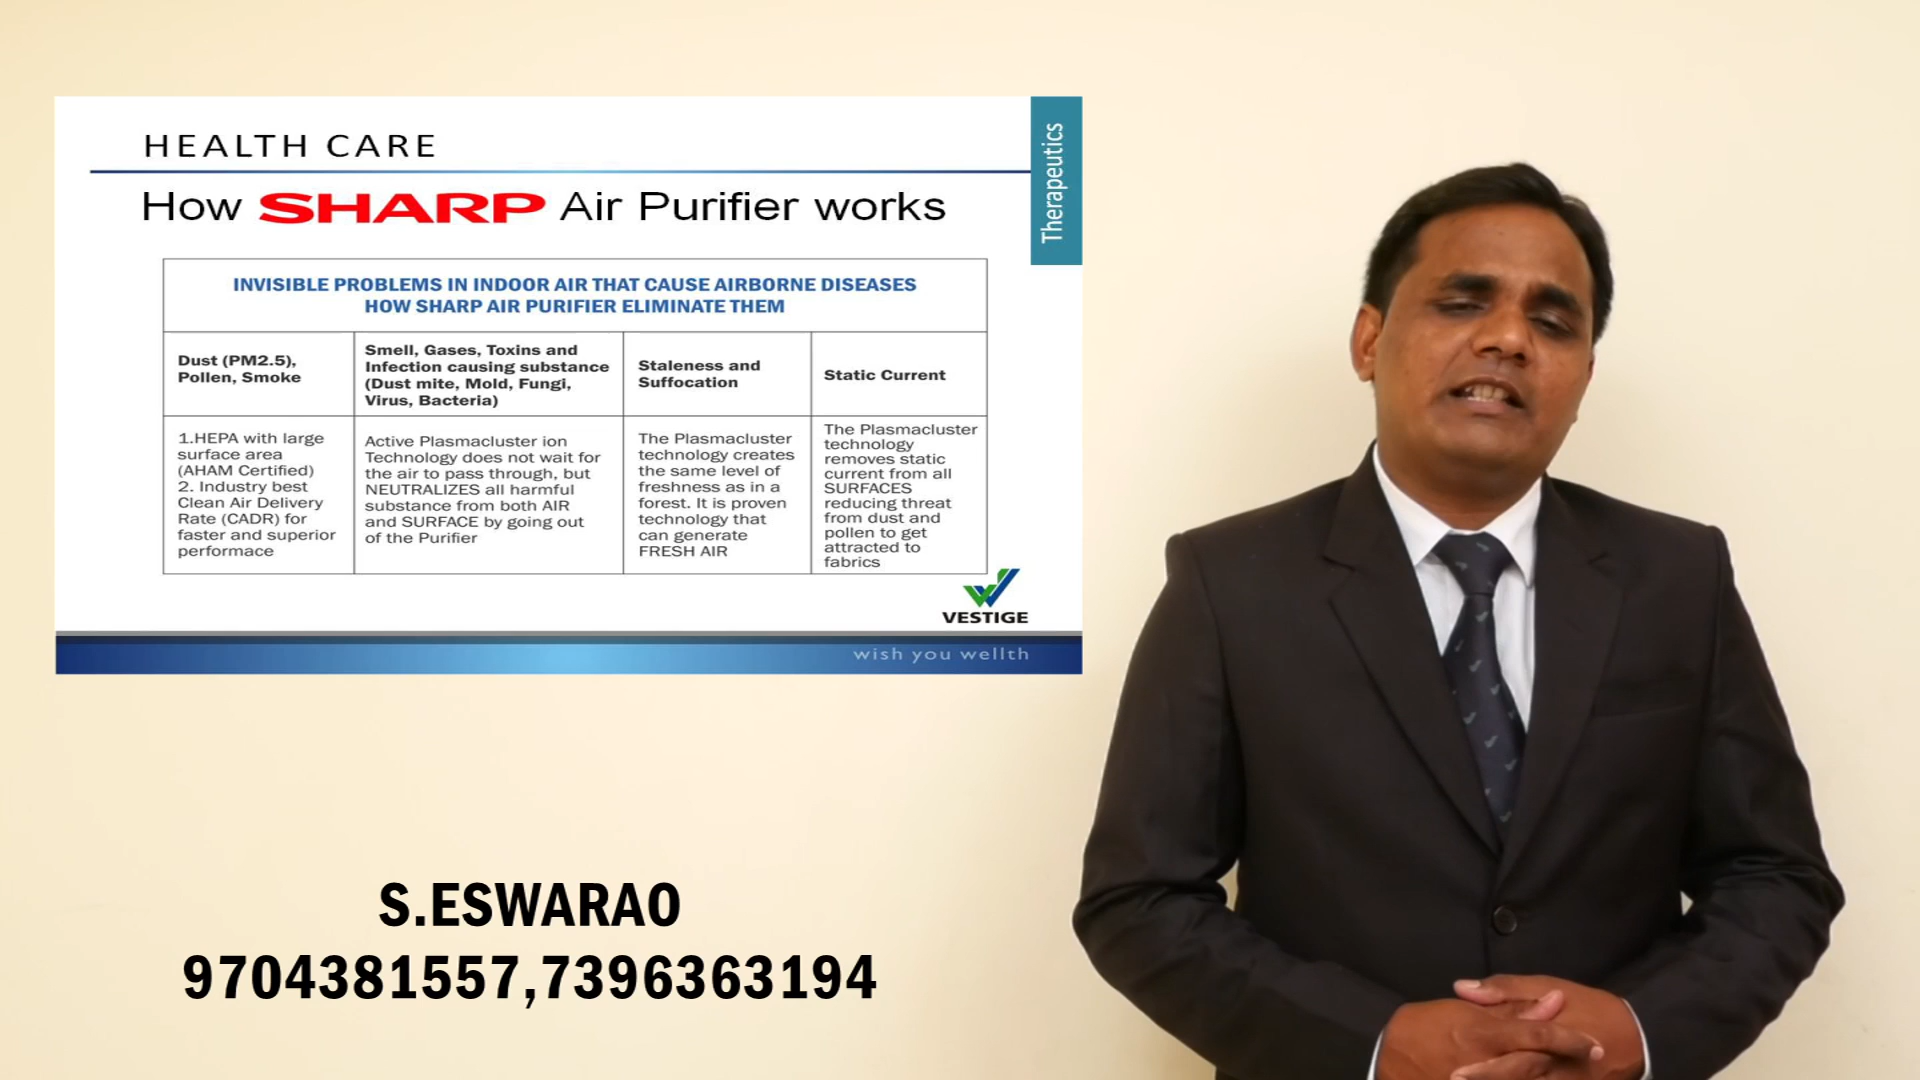 HEALTH CARE
Therapeutics
How SHARP Air Purifier works
INVISIBLE PROBLEMS IN INDOOR AIR THAT CAUSE AIRBORNE DISEASES
HOW SHARP AIR PURIFIER ELIMINATE THEM
Dust (PM2.5),
Pollen, Smoke
Smell, Gases, Toxins and
Infection causing substance
(Dust mite, Mold, Fungi,
Virus, Bacteria)
Staleness and
Suffocation
Static Current
1.HEPA with large
surface area
(AHAM Certified)
2. Industry best
Clean Air Delivery
Rate (CADR) for
faster and superior
performace
Active Plasmacluster ion
Technology does not wait for
the air to pass through, but
NEUTRALIZES all harmful
substance from both AIR
and SURFACE by going out
of the Purifier
The Plasmacluster
technology creates
the same level of
freshness as in a
forest. It is proven
technology that
can generate
FRESH AIR
The Plasmacluster
technology
removes static
current from all
SURFACES
reducing threat
from dust and
pollen to get
attracted to
fabrics
VESTIGE
wish you wellth
S.ESWARAO
9704381557,7396363194